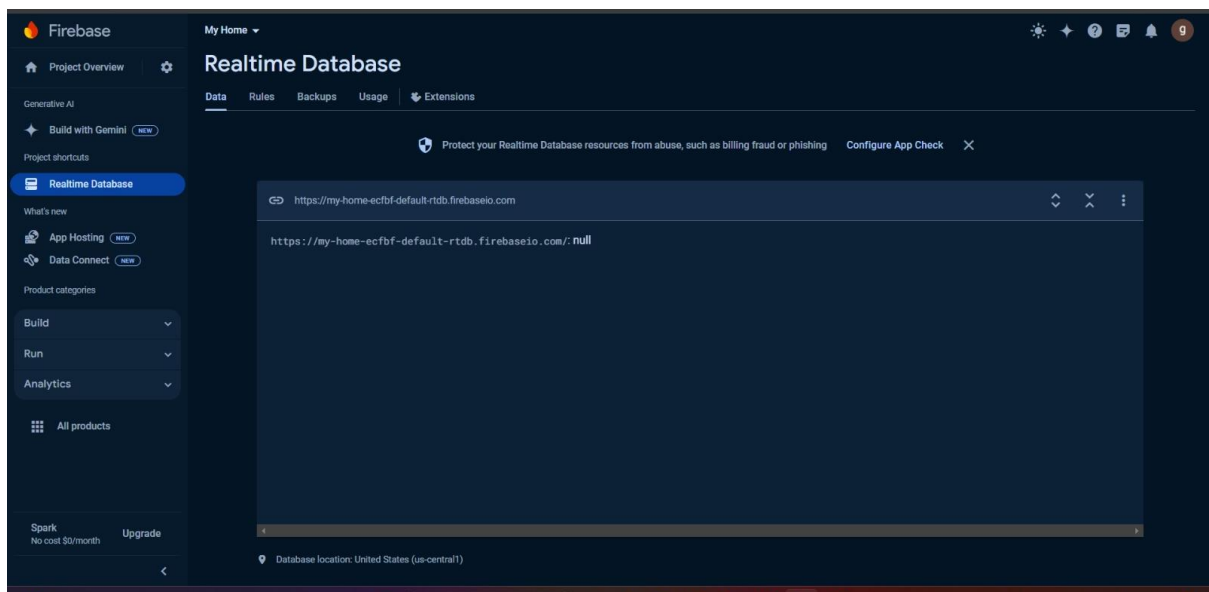 Firebase
Project Overview
Generative AI
Build with Gemini NEW
Project shortcuts
Realtime Database
What's new
App Hosting NEW
Data Connect NEW
Product categories
Build
Run
Analytics
All products
Spark
No cost $0/month
Upgrade
My Home
g
Realtime Database
Data Rules Backups Usage Extensions
Protect your Realtime Database resources from abuse, such as billing fraud or phishing Configure App Check
https://my-home-ecfbf-default-rtdb.firebaseio.com
https://my-home-ecfbf-default-rtdb.firebaseio.com/: null
Database location: United States (us-central1)